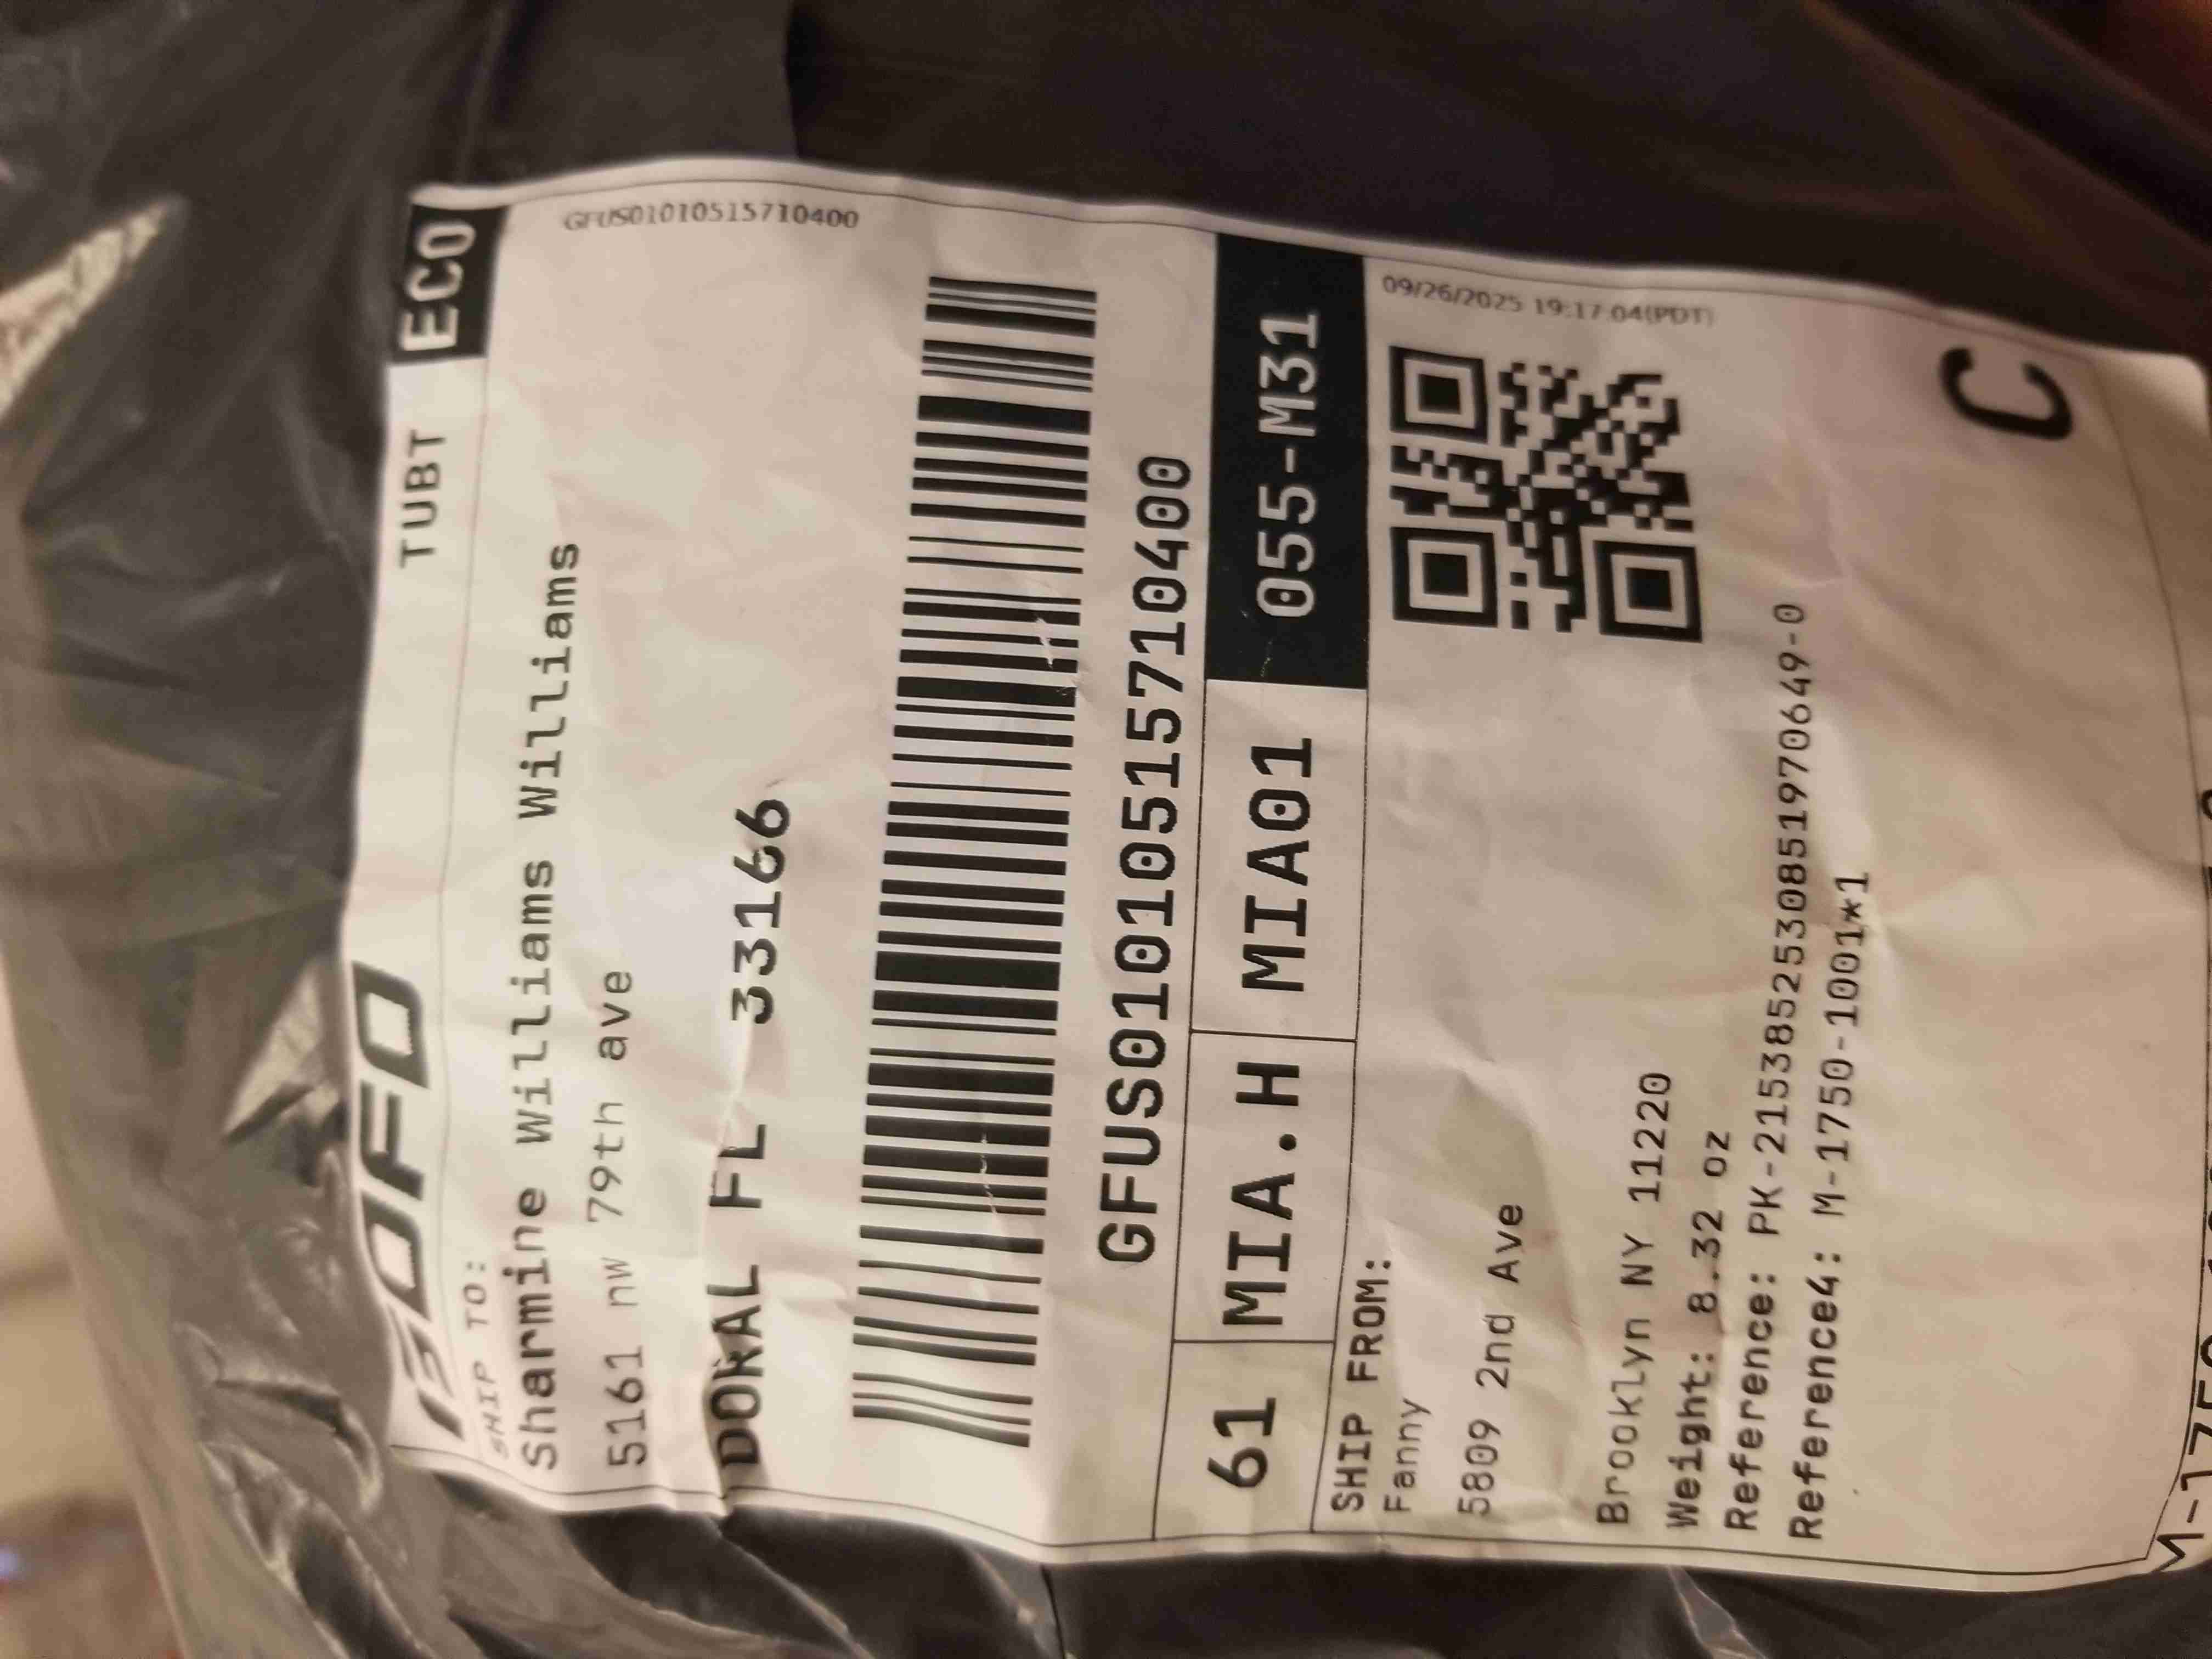 GOFO TUBT ECO
SHIP TO:
Sharmine Williams Williams
5161 nw 79th ave
GFUS01010515710400
DORAL FL 33166
GFUS01010515710400
61 MIA.H MIA01 055-M31
SHIP FROM:
Fanny
09/26/2025 19:17:04(PDT)
5809 2nd Ave
Brooklyn NY 11220
Weight: 8.32 oz
Reference: PK-21538525308519706​49-0
Reference4: M-1750-1001*1
C